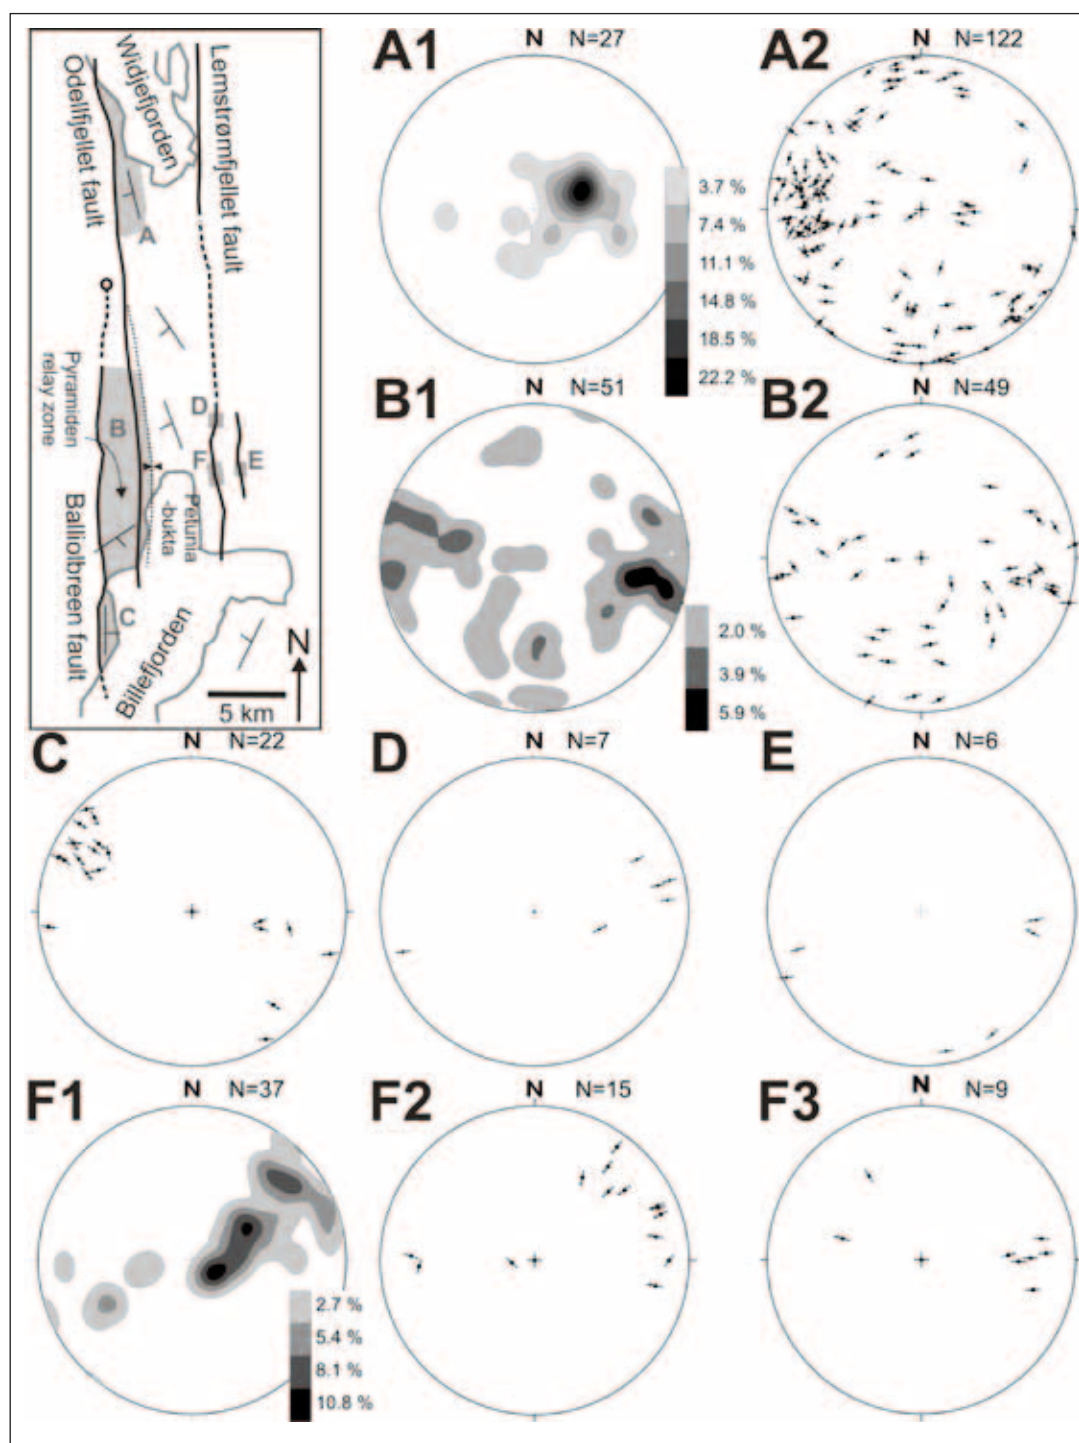 Odellfjellet fault
Widjefjorden
Lemstrømfjellet fault
A
Pyramiden
relay zone
B
D
F
E
Petunia
-bukta
Balliolbreen fault
C
Billefjorden
N
5 km
A1
N
N=27
3.7 %
7.4 %
11.1 %
14.8 %
18.5 %
22.2 %
A2
N
N=122
B1
N
N=51
2.0 %
3.9 %
5.9 %
B2
N
N=49
C
N
N=22
D
N
N=7
E
N
N=6
F1
N
N=37
2.7 %
5.4 %
8.1 %
10.8 %
F2
N
N=15
F3
N
N=9